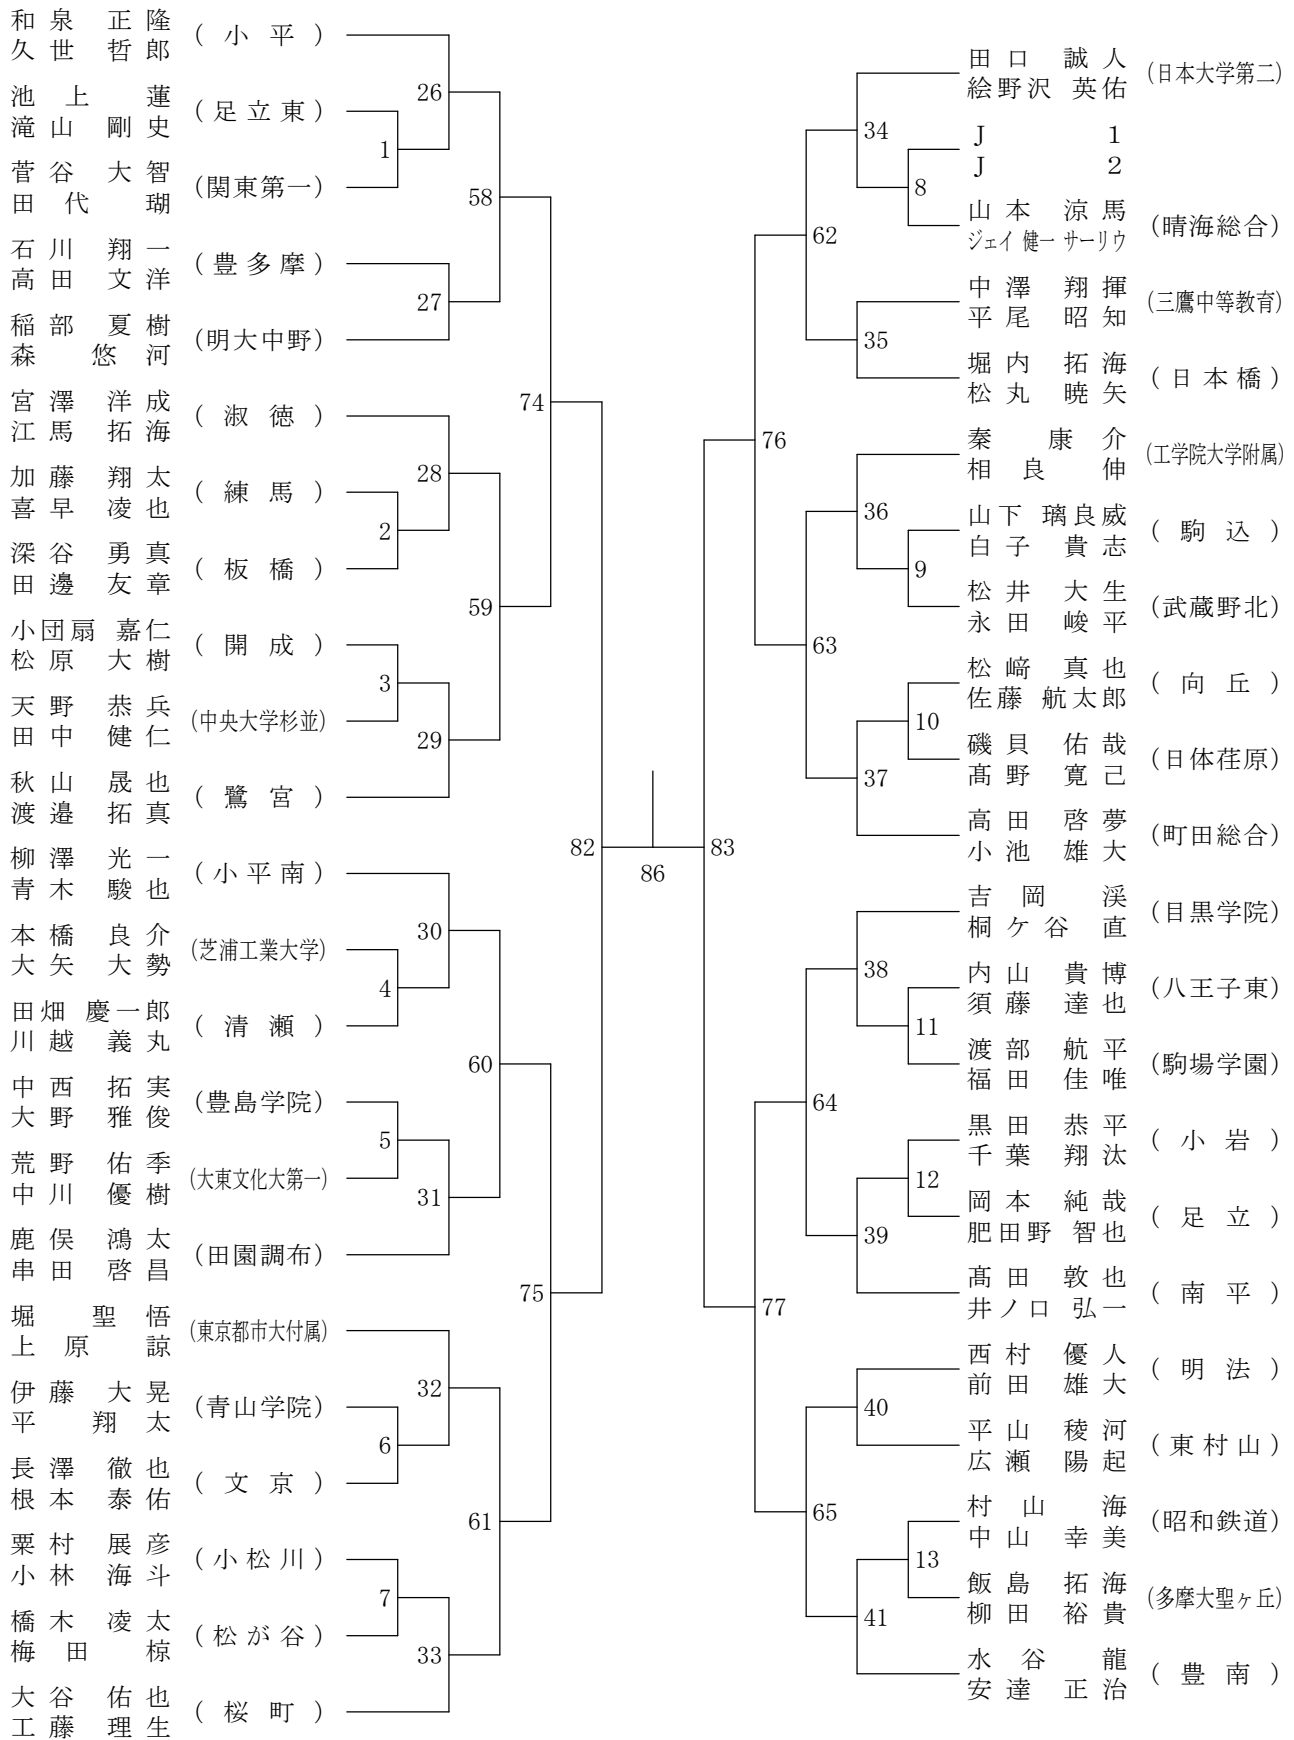 和泉 正隆
久世 哲郎
(小平)
池上 蓮
滝山 剛史
(足立東)
菅谷 大智
田代 瑚
(関東第一)
石川 翔一
高田 文洋
(豊多摩)
稲部 夏樹
森 悠河
(明大中野)
宮澤 洋成
江馬 拓海
(淑徳)
加藤 翔太
喜早 凌也
(練馬)
深谷 勇真
田邊 友章
(板橋)
小団扇 嘉仁
松原 大樹
(開成)
天野 恭兵
田中 健仁
(中央大学杉並)
秋山 晟也
渡邉 拓真
(鷺宮)
柳澤 光一
青木 駿也
(小平南)
本橋 良介
大矢 大勢
(芝浦工業大学)
田畑 慶一郎
川越 義丸
(清瀬)
中西 拓実
大野 雅俊
(豊島学院)
荒野 佑季
中川 優樹
(大東文化大第一)
鹿俣 鴻太
串田 啓昌
(田園調布)
堀 聖悟
上原 諒
(東京都市大付属)
伊藤 大晃
平 翔太
(青山学院)
長澤 徹也
根本 泰佑
(文京)
栗村 展彦
小林 海斗
(小松川)
橋木 凌太
梅田 椋
(松が谷)
大谷 佑也
工藤 理生
(桜町)
1
2
3
4
5
6
7
26
27
28
29
30
31
32
33
58
59
60
61
74
75
82
86
83
76
77
62
63
64
65
34
35
36
37
38
39
40
41
8
9
10
11
12
13
田口 誠人
絵野沢 英佑
(日本大学第二)
J 1
J 2
山本 涼馬
ジェイ 健一 サーリウ
(晴海総合)
中澤 翔揮
平尾 昭知
(三鷹中等教育)
堀内 拓海
松丸 暁矢
(日本橋)
秦 康介
相良 伸
(工学院大学附属)
山下 璃良威
白子 貴志
(駒込)
松井 大生
永田 峻平
(武蔵野北)
松﨑 真也
佐藤 航太郎
(向丘)
磯貝 佑哉
髙野 寛己
(日体荏原)
高田 啓夢
小池 雄大
(町田総合)
吉岡 渓
桐ケ谷 直
(目黒学院)
内山 貴博
須藤 達也
(八王子東)
渡部 航平
福田 佳唯
(駒場学園)
黒田 恭平
千葉 翔汰
(小岩)
岡本 純哉
肥田野 智也
(足立)
髙田 敦也
井ノ口 弘一
(南平)
西村 優人
前田 雄大
(明法)
平山 稜河
広瀬 陽起
(東村山)
村山 海
中山 幸美
(昭和鉄道)
飯島 拓海
柳田 裕貴
(多摩大聖ヶ丘)
水谷 龍
安達 正治
(豊南)